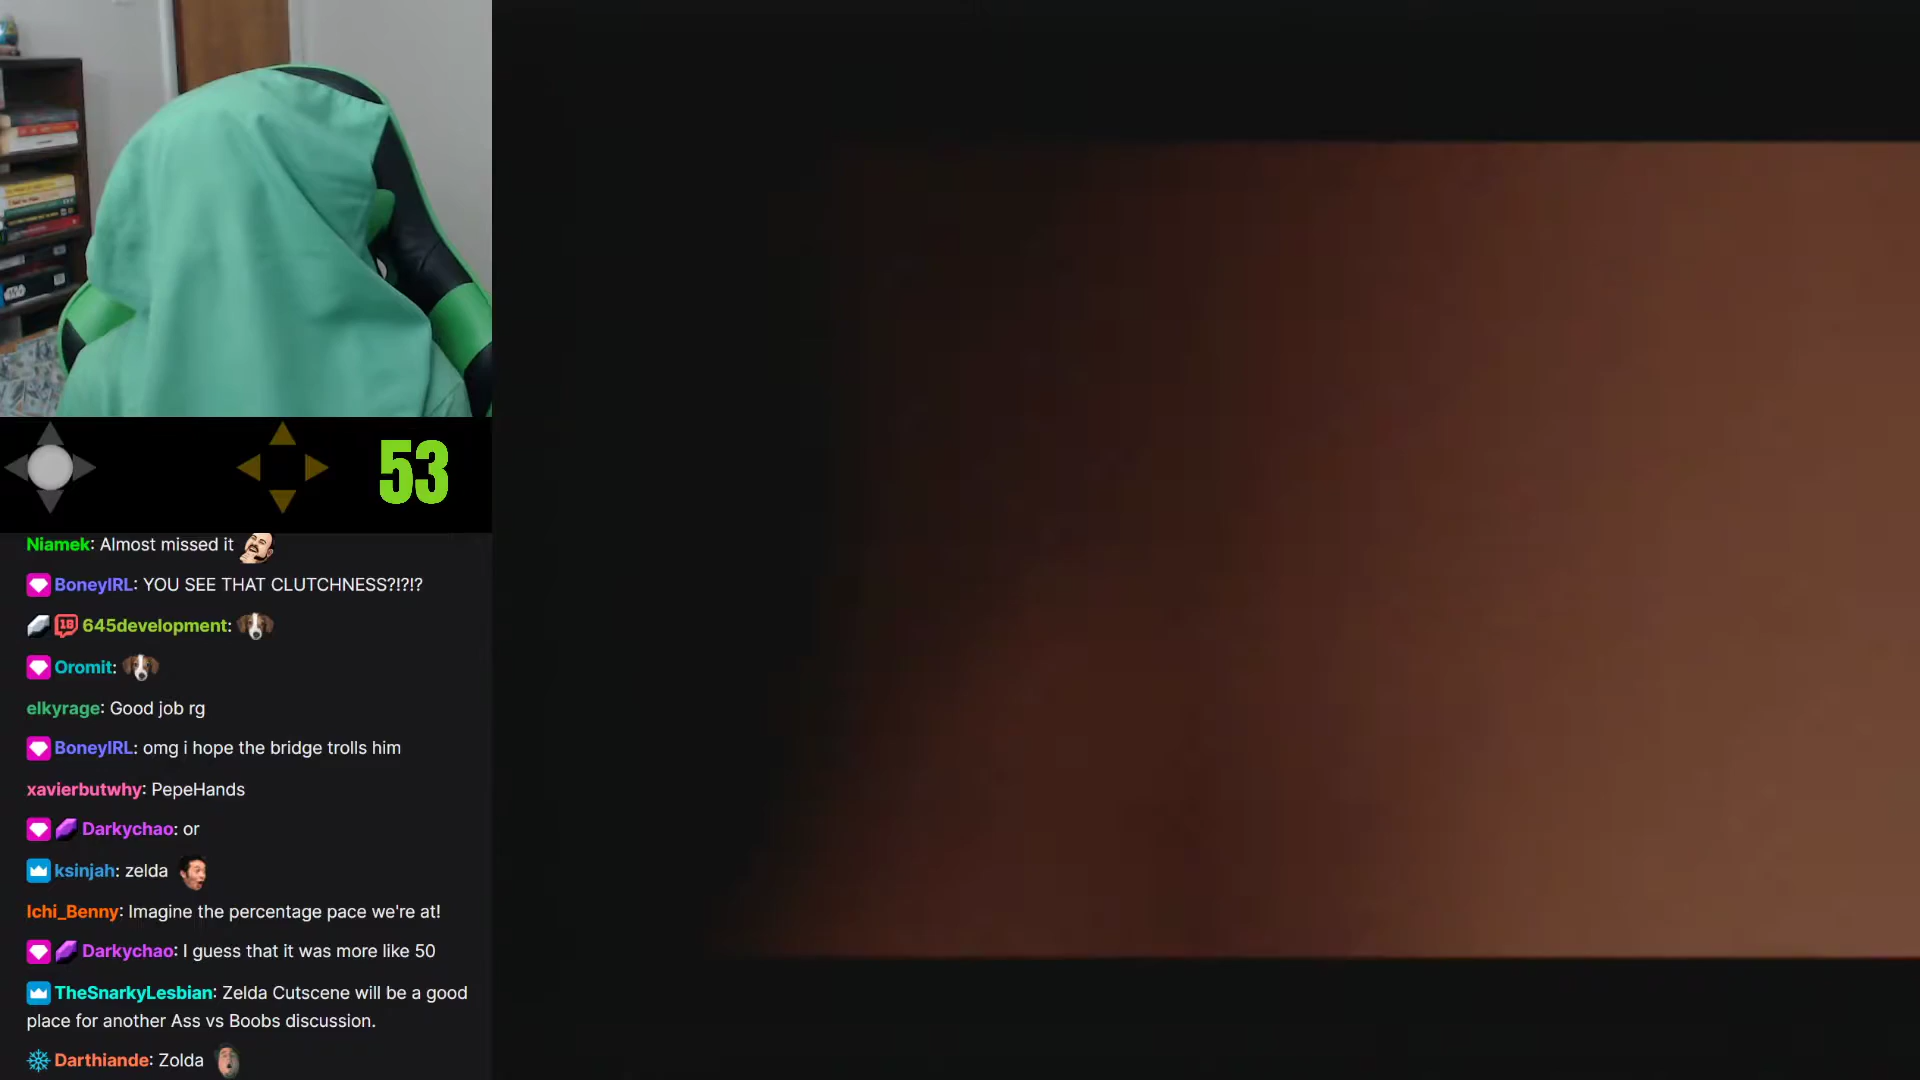 53
Niamek: Almost missed it
BoneyIRL: YOU SEE THAT CLUTCHNESS?!?!?
18 645development:
Oromit:
elkyrage: Good job rg
BoneyIRL: omg i hope the bridge trolls him
xavierbutwhy: PepeHands
Darkychao: or
ksinjah: zelda
Ichi_Benny: Imagine the percentage pace we're at!
Darkychao: I guess that it was more like 50
TheSnarkyLesbian: Zelda Cutscene will be a good
place for another Ass vs Boobs discussion.
Darthiande: Zolda